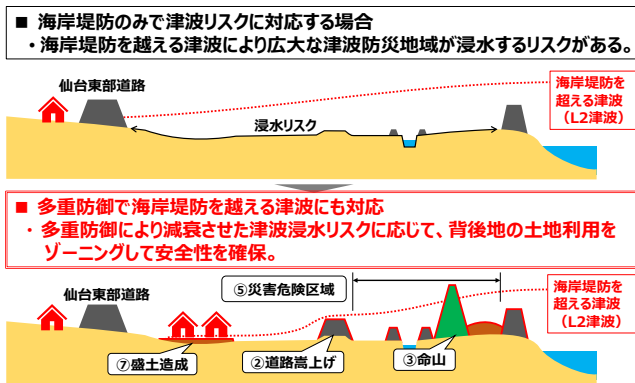 ■ 海岸堤防のみで津波リスクに対応する場合
・海岸堤防を越える津波により広大な津波防災地域が浸水するリスクがある。
仙台東部道路
海岸堤防を
超える津波
（L2津波）
浸水リスク
■ 多重防御で海岸堤防を越える津波にも対応
・ 多重防御により減衰させた津波浸水リスクに応じて、背後地の土地利用を
ゾーニングして安全性を確保。
⑤災害危険区域
仙台東部道路
海岸堤防を
超える津波
（L2津波）
⑦盛土造成
②道路嵩上げ
③命山